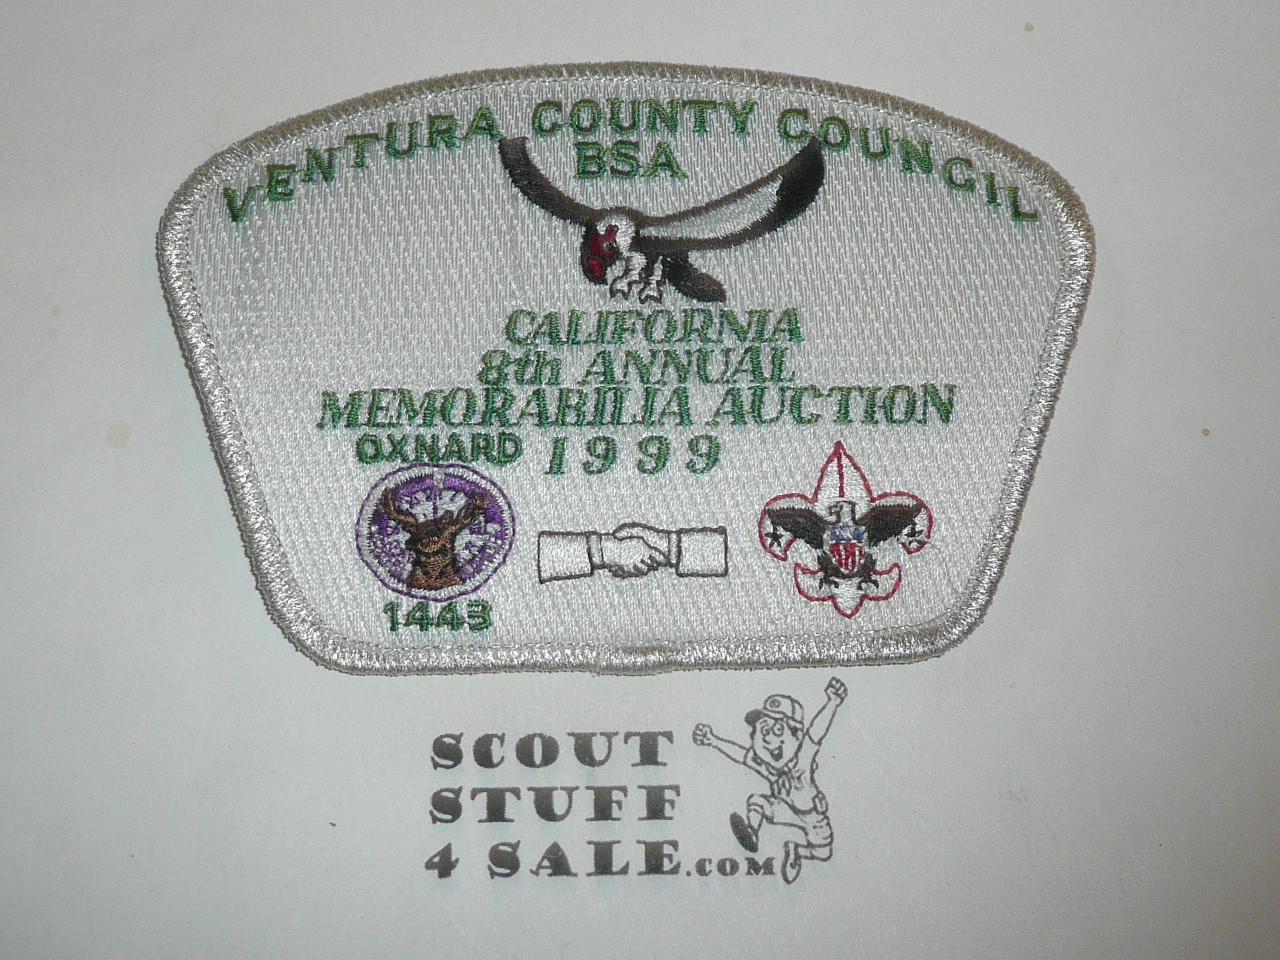 VENTURA COUNTY COUNCIL
BSA
CALIFORNIA
8th ANNUAL
MEMORABILIA AUCTION
OXNARD 1999
1443
SCOUT
STUFF
4 SALE.COM